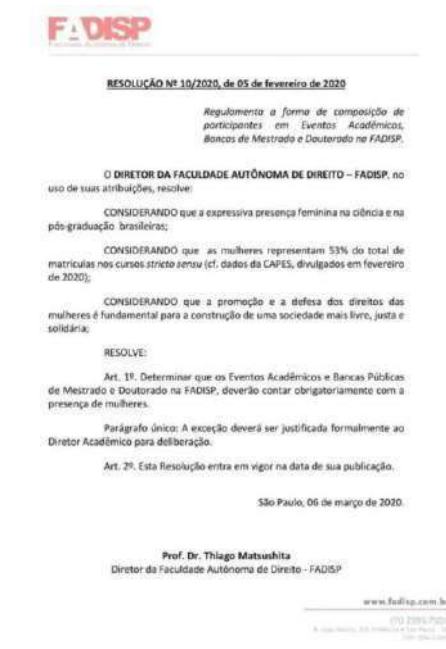 FADISP
Faculdade Autônoma de Direito
RESOLUÇÃO Nº 10/2020, de 05 de fevereiro de 2020
Regulamenta a forma de composição de
participantes em Eventos Acadêmicos,
Bancas de Mestrado e Doutorado na FADISP.
O DIRETOR DA FACULDADE AUTÔNOMA DE DIREITO – FADISP, no
uso de suas atribuições, resolve:
CONSIDERANDO que a expressiva presença feminina na ciência e na
pós-graduação brasileiras;
CONSIDERANDO que as mulheres representam 53% do total de
matrículas nos cursos stricto sensu (cf. dados da CAPES, divulgados em fevereiro
de 2020);
CONSIDERANDO que a promoção e a defesa dos direitos das
mulheres é fundamental para a construção de uma sociedade mais livre, justa e
solidária;
RESOLVE:
Art. 1º. Determinar que os Eventos Acadêmicos e Bancas Públicas
de Mestrado e Doutorado na FADISP, deverão contar obrigatoriamente com a
presença de mulheres.
Parágrafo único: A exceção deverá ser justificada formalmente ao
Diretor Acadêmico para deliberação.
Art. 2º. Esta Resolução entra em vigor na data de sua publicação.
São Paulo, 06 de março de 2020.
Prof. Dr. Thiago Matsushita
Diretor da Faculdade Autônoma de Direito - FADISP
www.fadisp.com.b